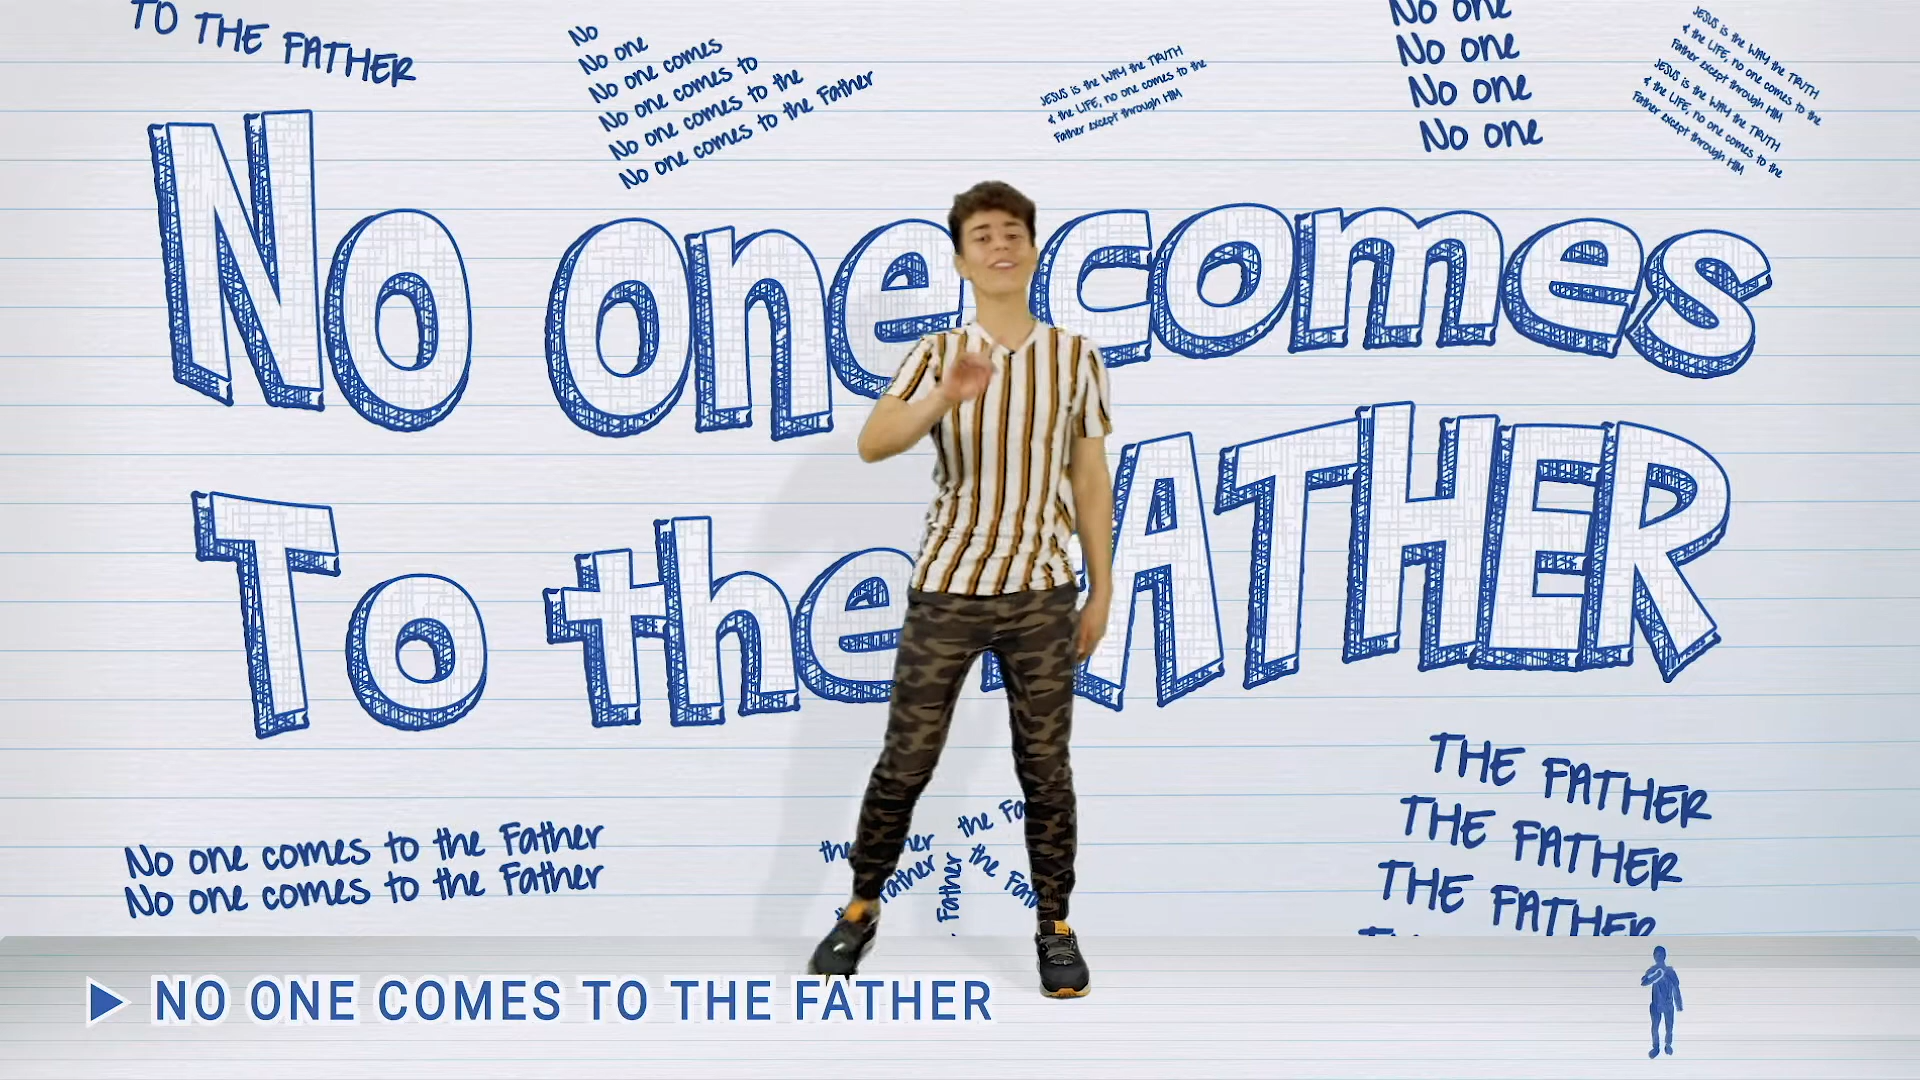 TO THE FATHER
No
No one
No one comes
No one comes to
No one comes to the
No one comes to the Father
JESUS is the WAY the TRUTH
& the LIFE, no one comes to the
Father except through HIM
No one
No one
No one
No one
JESUS is the WAY the TRUTH
& the LIFE, no one comes to the
Father except through HIM
JESUS is the WAY the TRUTH
& the LIFE, no one comes to the
Father except through HIM
No one comes
To the FATHER
No one comes to the Father
No one comes to the Father
the
Father
Father
the
THE FATHER
THE FATHER
THE FATHER
NO ONE COMES TO THE FATHER